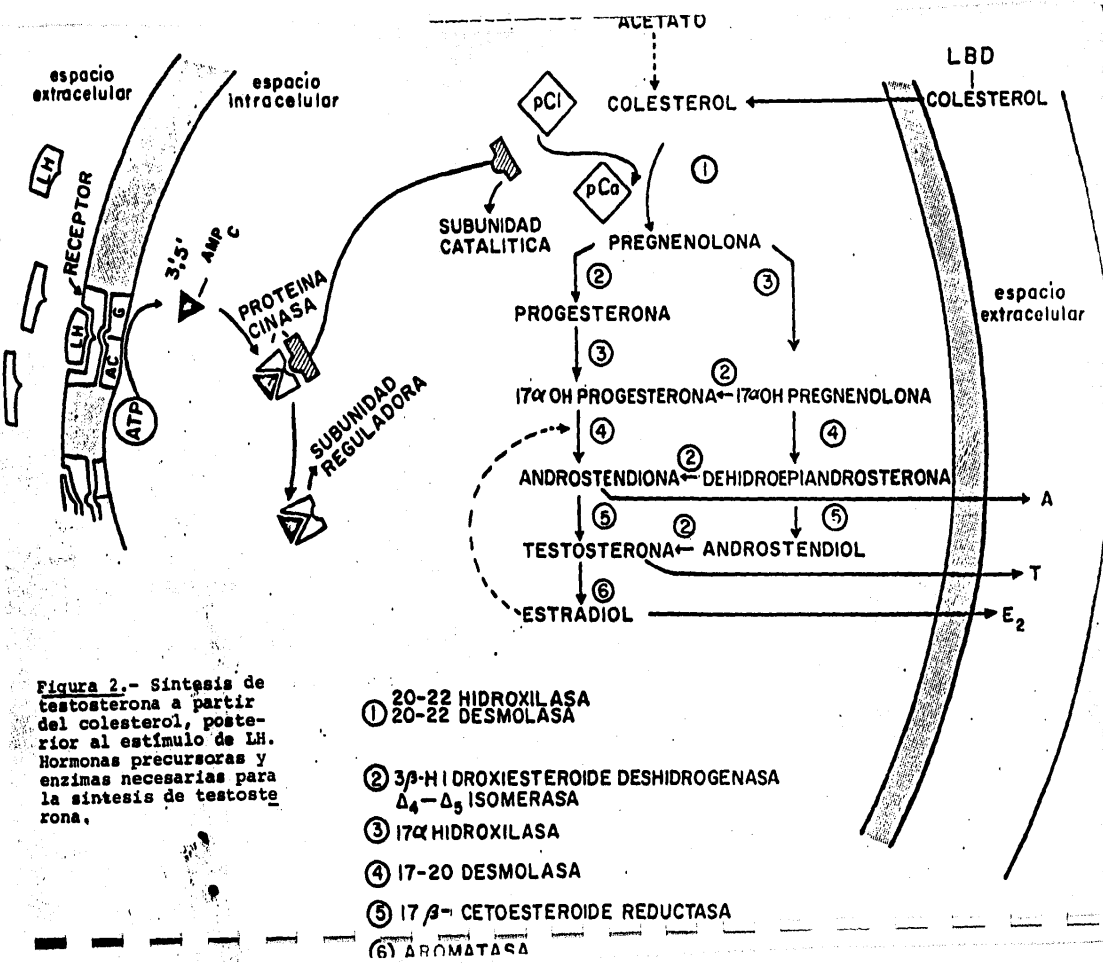 ACETATO
LBD
espacio
extracelular
espacio
intracelular
pCI
COLESTEROL
COLESTEROL
LH
RECEPTOR
pCa
1
3',5'
AMP
C
SUBUNIDAD
CATALITICA
PREGNENOLONA
PROTEINA
CINASA
2
3
espacio
extracelular
LH
G
AC
PROGESTERONA
3
ATP
2
17α OH PROGESTERONA
17αOH PREGNENOLONA
SUBUNIDAD
REGULADORA
4
4
2
ANDROSTENDIONA
DEHIDROEPIANDROSTERONA
A
5
2
5
TESTOSTERONA
ANDROSTENDIOL
T
6
ESTRADIOL
E2
Figura 2.- Síntesis de
testosterona a partir
del colesterol, poste-
rior al estímulo de LH.
Hormonas precursoras y
enzimas necesarias para
la síntesis de testoste
rona.
1 20-22 HIDROXILASA
20-22 DESMOLASA
2 3β-HIDROXIESTEROIDE DESHIDROGENASA
Δ4–Δ5 ISOMERASA
3 17α HIDROXILASA
4 17-20 DESMOLASA
5 17 β- CETOESTEROIDE REDUCTASA
6 AROMATASA